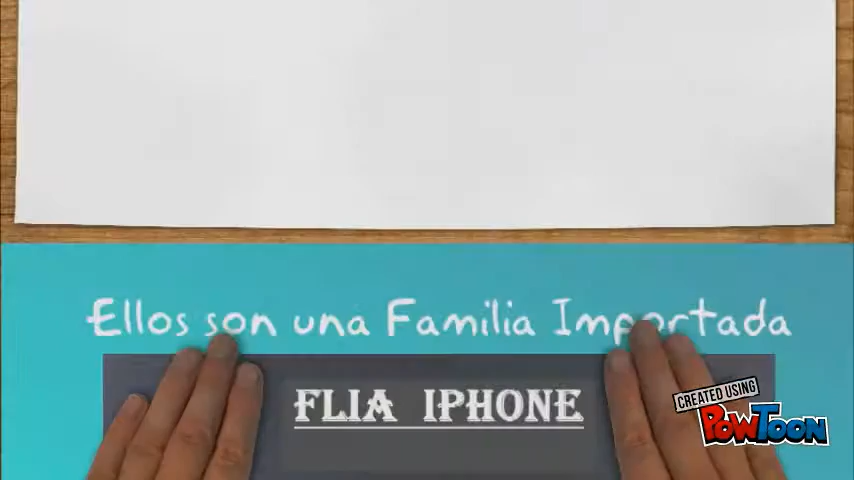 Ellos son una Familia Importada
FLIA IPHONE
CREATED USING
POWTOON